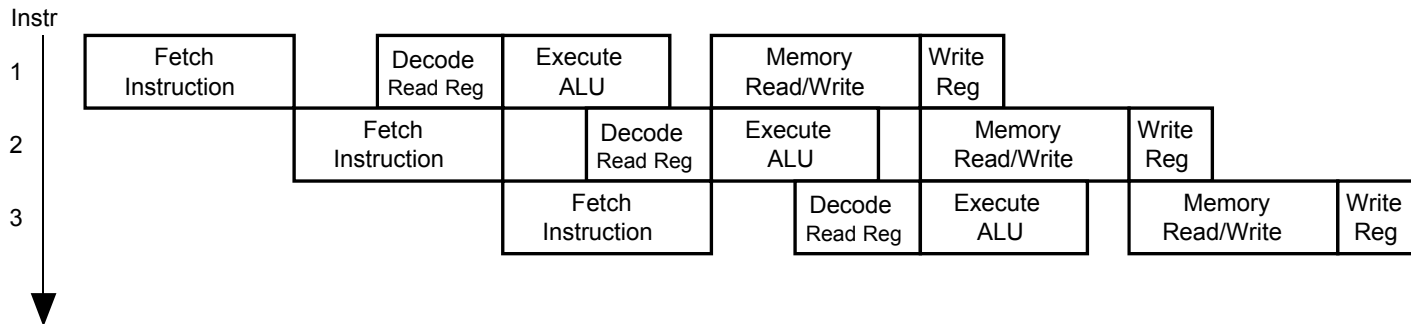 Instr
1
Fetch
Instruction
Decode
Read Reg
Execute
ALU
Memory
Read/Write
Write
Reg
2
Fetch
Instruction
Decode
Read Reg
Execute
ALU
Memory
Read/Write
Write
Reg
3
Fetch
Instruction
Decode
Read Reg
Execute
ALU
Memory
Read/Write
Write
Reg